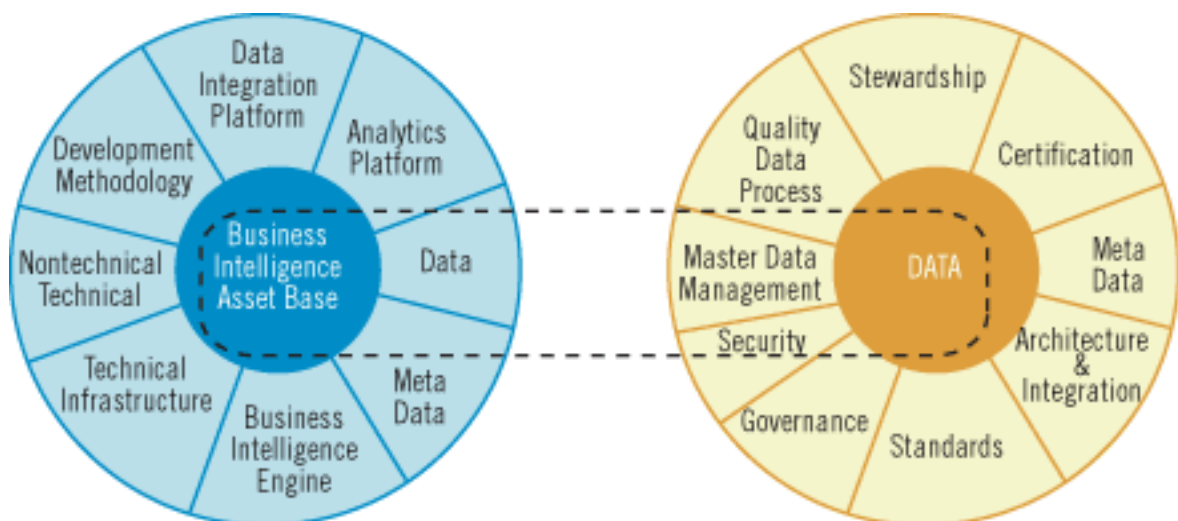 Data
Integration
Platform
Analytics
Platform
Data
Meta
Data
Business
Intelligence
Engine
Technical
Infrastructure
Nontechnical
Technical
Development
Methodology
Business
Intelligence
Asset Base
Stewardship
Certification
Meta
Data
Architecture
&
Integration
Standards
Governance
Security
Master Data
Management
Quality
Data
Process
DATA